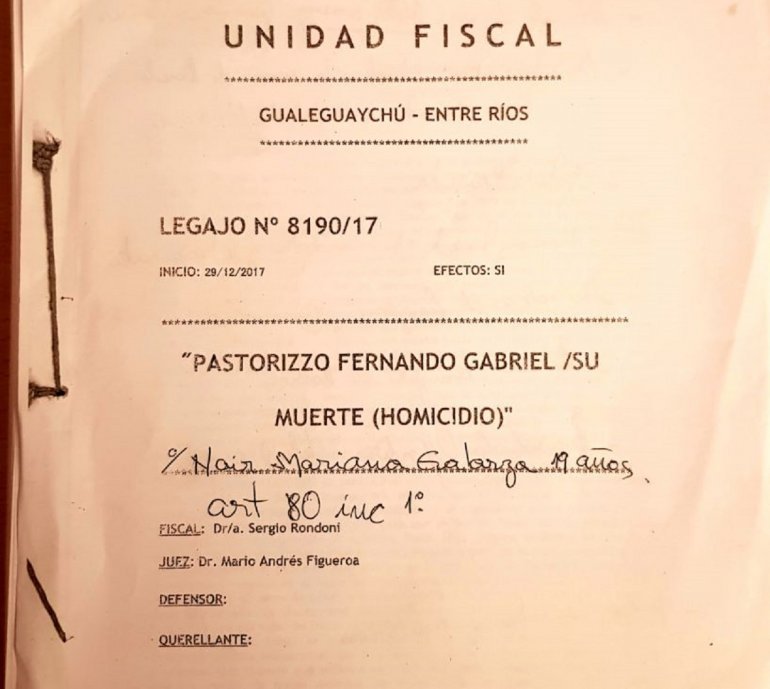 UNIDAD FISCAL
**************************************************************
GUALEGUAYCHÚ - ENTRE RÍOS
**************************************************
LEGAJO Nº 8190/17
INICIO: 29/12/2017 EFECTOS: SI
**************************************************************************************
"PASTORIZZO FERNANDO GABRIEL /SU
MUERTE (HOMICIDIO)"
c/ Nair Mariana Galarza 19 años,
art 80 inc 1º
FISCAL: Dr/a. Sergio Rondoni
JUEZ: Dr. Mario Andrés Figueroa
DEFENSOR:
QUERELLANTE: